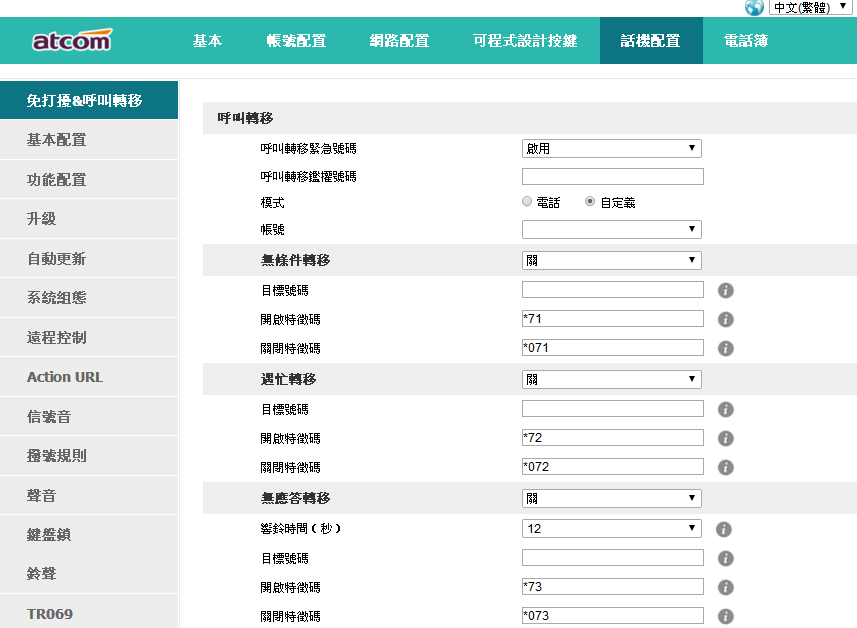 中文(繁體)
atcom 基本 帳號配置 網路配置 可程式設計按鍵 話機配置 電話簿
免打擾&呼叫轉移
基本配置
功能配置
升級
自動更新
系統組態
遠程控制
Action URL
信號音
撥號規則
聲音
鍵盤鎖
鈴聲
TR069
呼叫轉移
呼叫轉移緊急號碼 啟用
呼叫轉移鑑權號碼
模式 電話 自定義
帳號
無條件轉移 關
目標號碼
開啟特徵碼 *71
關閉特徵碼 *071
遇忙轉移 關
目標號碼
開啟特徵碼 *72
關閉特徵碼 *072
無應答轉移 關
響鈴時間（秒） 12
目標號碼
開啟特徵碼 *73
關閉特徵碼 *073